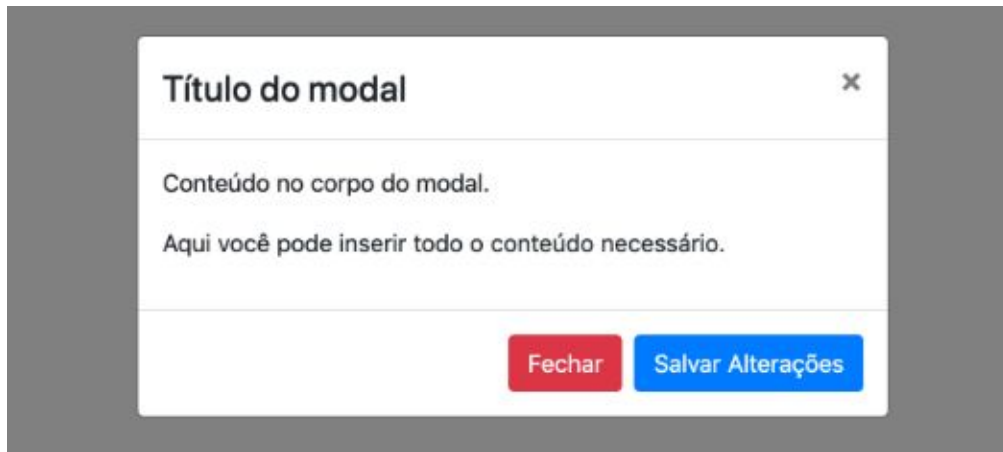 Título do modal ×
Conteúdo no corpo do modal.
Aqui você pode inserir todo o conteúdo necessário.
Fechar Salvar Alterações